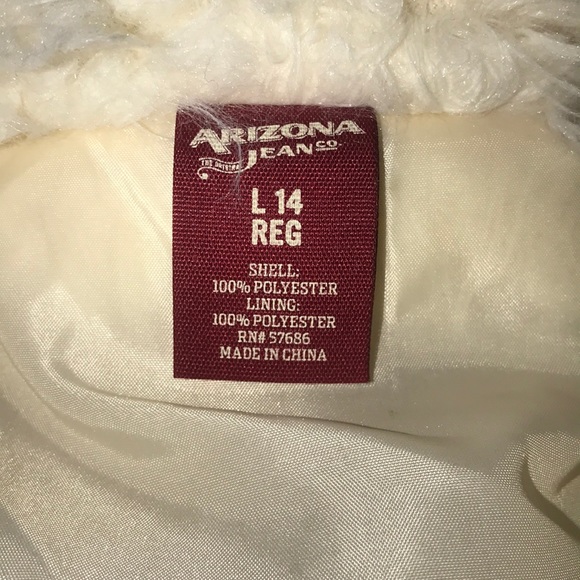 ARIZONA
THE ORIGINAL JEAN CO.
L 14
REG
SHELL:
100% POLYESTER
LINING:
100% POLYESTER
RN# 57686
MADE IN CHINA